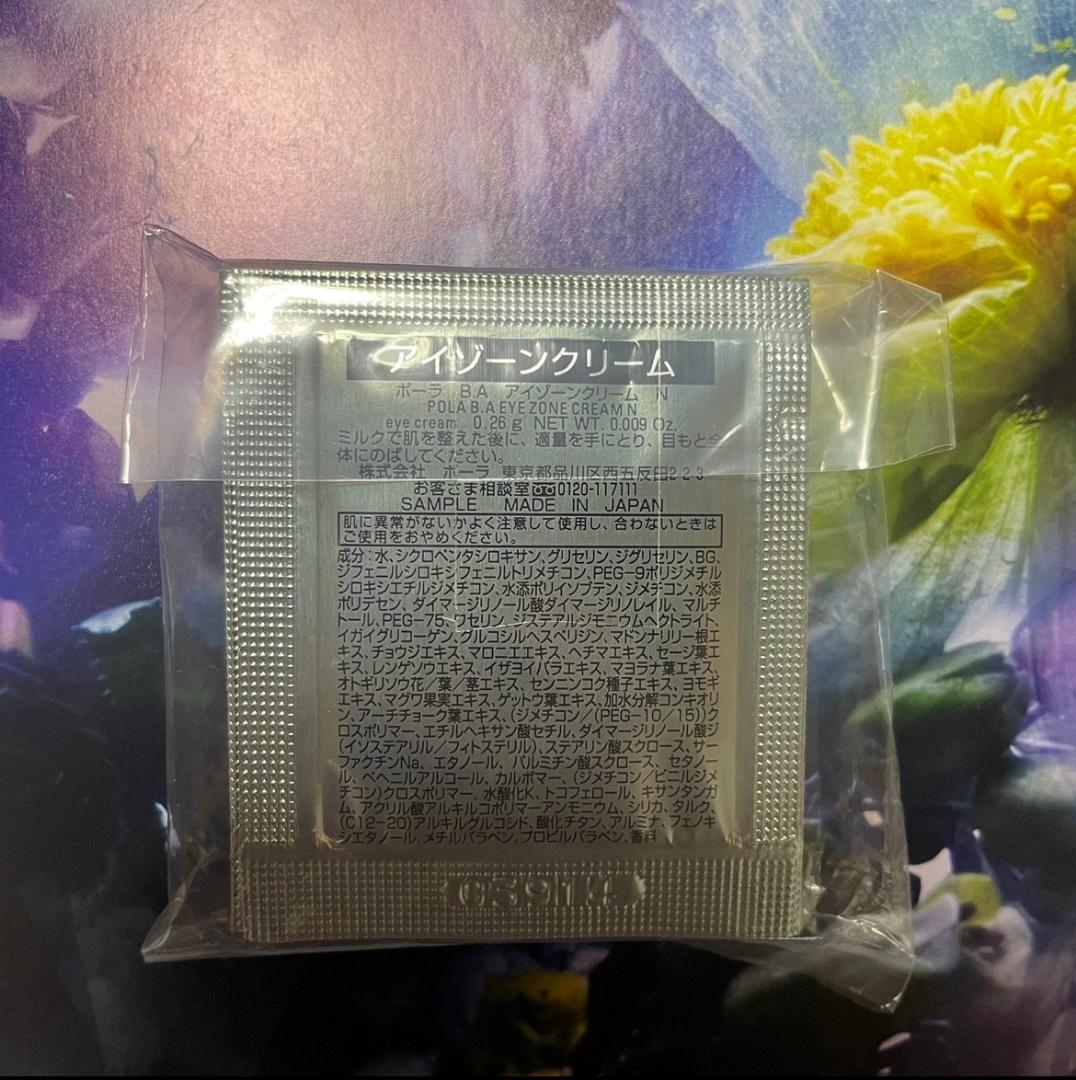 アイゾーンクリーム
ポーラ B.A アイゾーンクリーム N
POLA B.A EYE ZONE CREAM N
eye cream 0.26 g NET WT. 0.009 Oz.
ミルクで肌を整えた後に、適量を手にとり、目もと全
体にのばしてください。
株式会社 ポーラ 東京都品川区西五反田2-2-3
お客さま相談室 0120-117111
SAMPLE MADE IN JAPAN
肌に異常がないかよく注意して使用し、合わないときは
ご使用をおやめください。
成分：水、シクロペンタシロキサン、グリセリン、ジグリセリン、BG、
ジフェニルシロキシフェニルトリメチコン、PEG-9ポリジメチル
シロキシエチルジメチコン、水添ポリイソブテン、ジメチコン、水添
ポリデセン、ダイマージリノール酸ダイマージリノレイル、マルチ
トール、PEG-75、ワセリン、ジステアルジモニウムヘクトライト、
イガイグリコーゲン、グルコシルヘスペリジン、マドンナリリー根エ
キス、チョウジエキス、マロニエエキス、ヘチマエキス、セージ葉エ
キス、レンゲソウエキス、イザヨイバラエキス、マヨラナ葉エキス、
オトギリソウ花／葉／茎エキス、センニンコク種子エキス、ヨモギ
エキス、マグワ果実エキス、ゲットウ葉エキス、加水分解コンキオリ
ン、アーチチョーク葉エキス、（ジメチコン／（PEG-10／15））ク
ロスポリマー、エチルヘキサン酸セチル、ダイマージリノール酸ジ
（イソステアリル／フィトステリル）、ステアリン酸スクロース、サー
ファクチンNa、エタノール、パルミチン酸スクロース、セタノー
ル、ベヘニルアルコール、カルボマー、（ジメチコン／ビニルジメ
チコン）クロスポリマー、水酸化K、トコフェロール、キサンタンガ
ム、アクリル酸アルキルコポリマーアンモニウム、シリカ、タルク、
（C12-20）アルキルグルコシド、酸化チタン、アルミナ、フェノキ
シエタノール、メチルパラベン、プロピルパラベン、香料